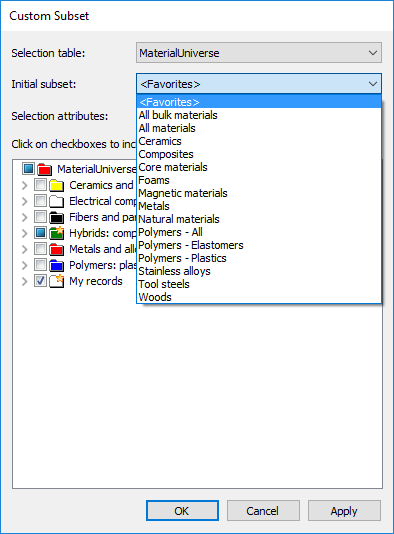 Custom Subset
Selection table: MaterialUniverse
Initial subset: <Favorites>
<Favorites>
All bulk materials
Selection attributes:
All materials
Ceramics
Click on checkboxes to inc
Composites
Core materials
MaterialUniverse
Foams
Ceramics and
Magnetic materials
Electrical comp
Metals
Fibers and par
Natural materials
Hybrids: comp
Polymers - All
Metals and allo
Polymers - Elastomers
Polymers: plas
Polymers - Plastics
My records
Stainless alloys
Tool steels
Woods
OK Cancel Apply